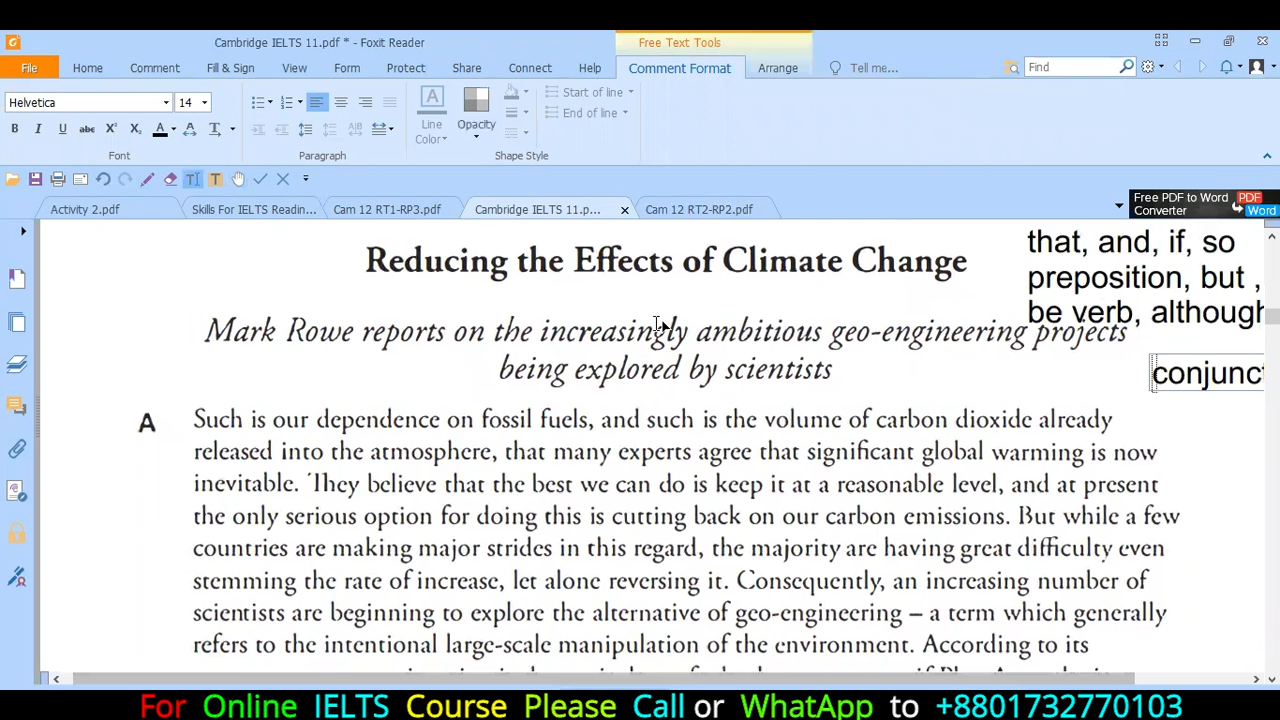 Cambridge IELTS 11.pdf * - Foxit Reader
Free Text Tools
File Home Comment Fill & Sign View Form Protect Share Connect Help Comment Format Arrange Tell me... Find
Helvetica 14
Line Color
Opacity
Start of line
End of line
B I U abc X² X₂ A A T
Font Paragraph Shape Style
Activity 2.pdf Skills For IELTS Readin... Cam 12 RT1-RP3.pdf Cambridge IELTS 11.p... Cam 12 RT2-RP2.pdf
Free PDF to Word Converter PDF Word
Reducing the Effects of Climate Change
that, and, if, so
preposition, but ,
be verb, although
Mark Rowe reports on the increasingly ambitious geo-engineering projects
being explored by scientists
conjunct
A Such is our dependence on fossil fuels, and such is the volume of carbon dioxide already
released into the atmosphere, that many experts agree that significant global warming is now
inevitable. They believe that the best we can do is keep it at a reasonable level, and at present
the only serious option for doing this is cutting back on our carbon emissions. But while a few
countries are making major strides in this regard, the majority are having great difficulty even
stemming the rate of increase, let alone reversing it. Consequently, an increasing number of
scientists are beginning to explore the alternative of geo-engineering – a term which generally
refers to the intentional large-scale manipulation of the environment. According to its
For Online IELTS Course Please Call or WhatApp to +8801732770103